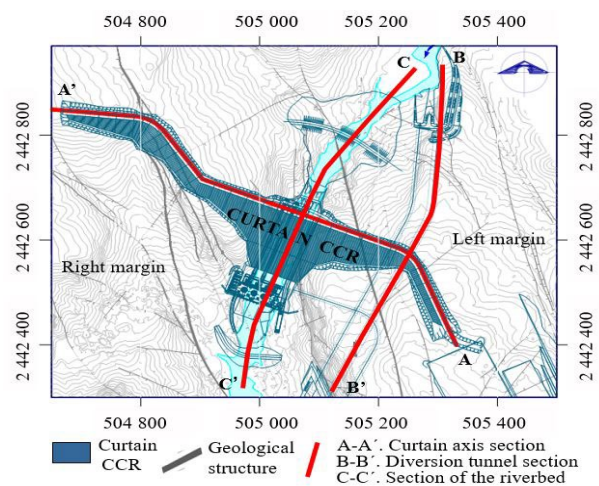 504 800 505 000 505 200 505 400
C B
A’
2 442 800 2 442 800
CURTAIN CCR
2 442 600 2 442 600
Right margin Left margin
2 442 400 2 442 400
A
C’ B’
504 800 505 000 505 200 505 400
Curtain CCR
Geological structure
A-A´. Curtain axis section
B-B´. Diversion tunnel section
C-C´. Section of the riverbed